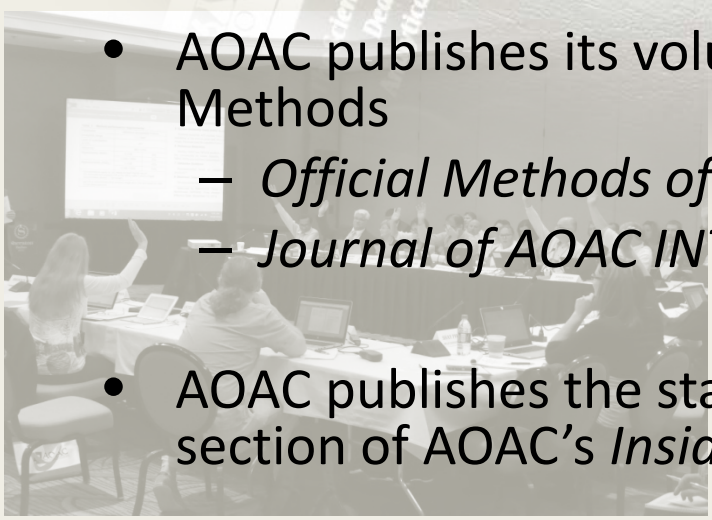 • AOAC publishes its volu
Methods
– Official Methods of
– Journal of AOAC IN
• AOAC publishes the sta
section of AOAC’s Insid